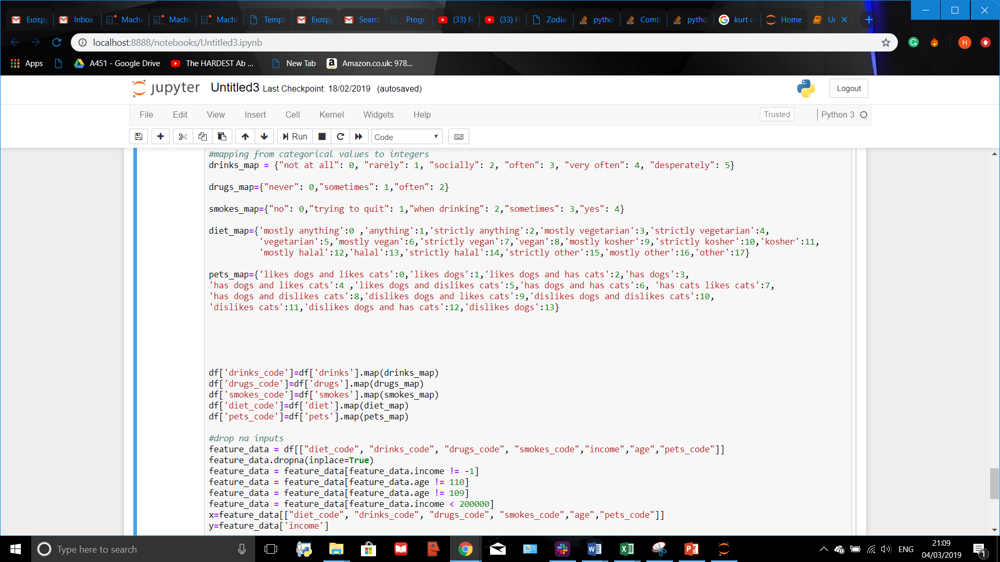 Εισερχ
Inbox
Machi
Machi
Machi
Templ
Εισερχ
Searc
Progr
(33) N
(33) H
Zodia
pytho
Comb
pytho
kurt c
Home
Un
localhost:8888/notebooks/Untitled3.ipynb
H
Apps
A451 - Google Drive
The HARDEST Ab ...
New Tab
Amazon.co.uk: 978...
jupyter Untitled3 Last Checkpoint: 18/02/2019 (autosaved)
Logout
File Edit View Insert Cell Kernel Widgets Help
Trusted
Python 3
Run
Code
#mapping from categorical values to integers
drinks_map = {"not at all": 0, "rarely": 1, "socially": 2, "often": 3, "very often": 4, "desperately": 5}
drugs_map={"never": 0,"sometimes": 1,"often": 2}
smokes_map={"no": 0,"trying to quit": 1,"when drinking": 2,"sometimes": 3,"yes": 4}
diet_map={'mostly anything':0 ,'anything':1,'strictly anything':2,'mostly vegetarian':3,'strictly vegetarian':4,
'vegetarian':5,'mostly vegan':6,'strictly vegan':7,'vegan':8,'mostly kosher':9,'strictly kosher':10,'kosher':11,
'mostly halal':12,'halal':13,'strictly halal':14,'strictly other':15,'mostly other':16,'other':17}
pets_map={'likes dogs and likes cats':0,'likes dogs':1,'likes dogs and has cats':2,'has dogs':3,
'has dogs and likes cats':4 ,'likes dogs and dislikes cats':5,'has dogs and has cats':6, 'has cats likes cats':7,
'has dogs and dislikes cats':8,'dislikes dogs and likes cats':9,'dislikes dogs and dislikes cats':10,
'dislikes cats':11,'dislikes dogs and has cats':12,'dislikes dogs':13}
df['drinks_code']=df['drinks'].map(drinks_map)
df['drugs_code']=df['drugs'].map(drugs_map)
df['smokes_code']=df['smokes'].map(smokes_map)
df['diet_code']=df['diet'].map(diet_map)
df['pets_code']=df['pets'].map(pets_map)
#drop na inputs
feature_data = df[["diet_code", "drinks_code", "drugs_code", "smokes_code","income","age","pets_code"]]
feature_data.dropna(inplace=True)
feature_data = feature_data[feature_data.income != -1]
feature_data = feature_data[feature_data.age != 110]
feature_data = feature_data[feature_data.age != 109]
feature_data = feature_data[feature_data.income < 200000]
x=feature_data[["diet_code", "drinks_code", "drugs_code", "smokes_code","age","pets_code"]]
y=feature_data['income']
Type here to search
ENG
21:09
04/03/2019
1